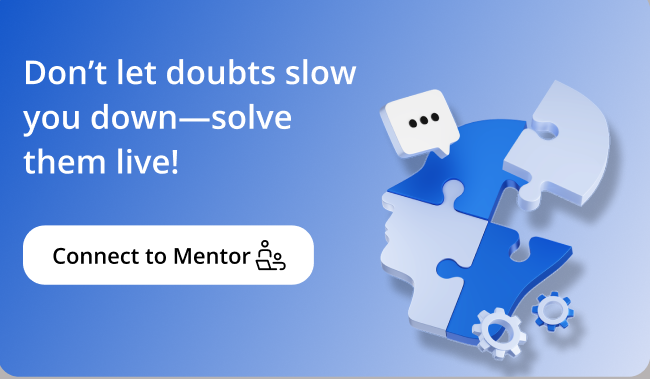 Don’t let doubts slow
you down—solve
them live!
Connect to Mentor